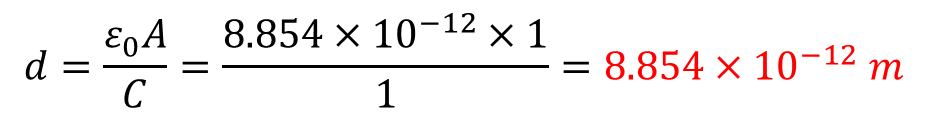 d = ε₀A/C = 8.854 × 10⁻¹² × 1/1 = 8.854 × 10⁻¹² m